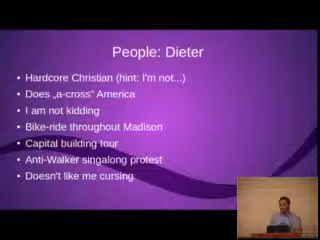 People: Dieter
• Hardcore Christian (hint: I'm not...)
• Does „a-cross“ America
• I am not kidding
• Bike-ride throughout Madison
• Capital building tour
• Anti-Walker singalong protest
• Doesn't like me cursing